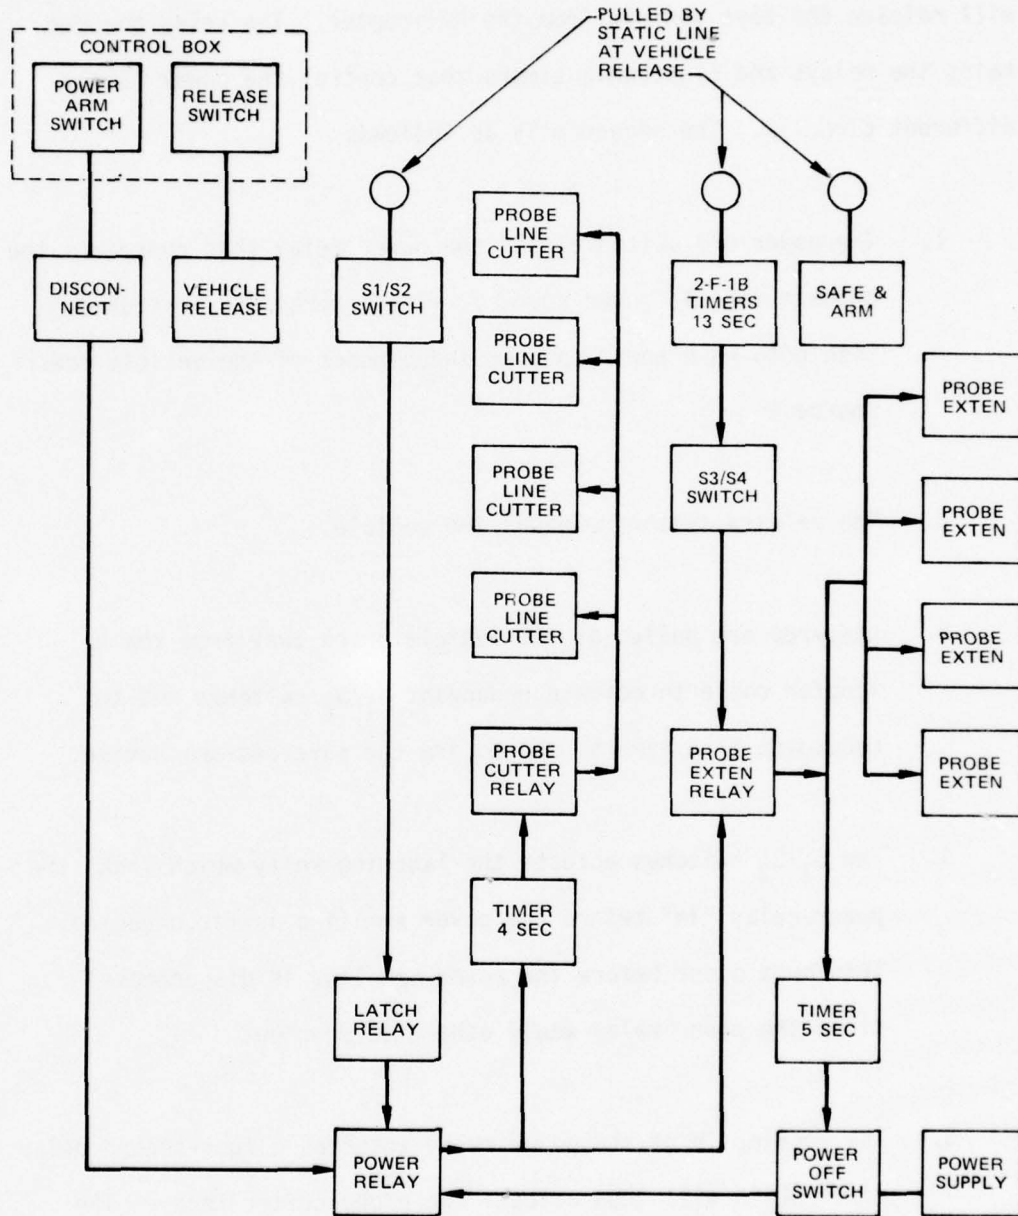 PULLED BY
STATIC LINE
AT VEHICLE
RELEASE
CONTROL BOX
POWER
ARM
SWITCH
RELEASE
SWITCH
DISCON-
NECT
VEHICLE
RELEASE
S1/S2
SWITCH
PROBE
LINE
CUTTER
2-F-1B
TIMERS
13 SEC
SAFE &
ARM
PROBE
LINE
CUTTER
PROBE
EXTEN
PROBE
LINE
CUTTER
S3/S4
SWITCH
PROBE
EXTEN
PROBE
LINE
CUTTER
PROBE
EXTEN
PROBE
CUTTER
RELAY
PROBE
EXTEN
RELAY
PROBE
EXTEN
TIMER
4 SEC
LATCH
RELAY
TIMER
5 SEC
POWER
RELAY
POWER
OFF
SWITCH
POWER
SUPPLY